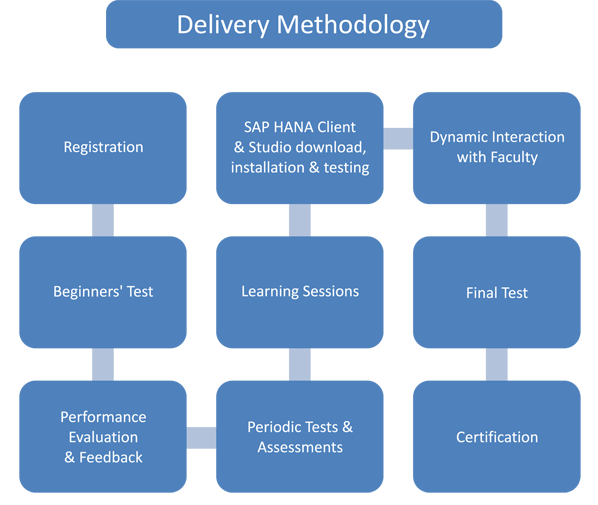 Delivery Methodology
Registration
SAP HANA Client
& Studio download,
installation & testing
Dynamic Interaction
with Faculty
Beginners' Test
Learning Sessions
Final Test
Performance
Evaluation
& Feedback
Periodic Tests &
Assessments
Certification